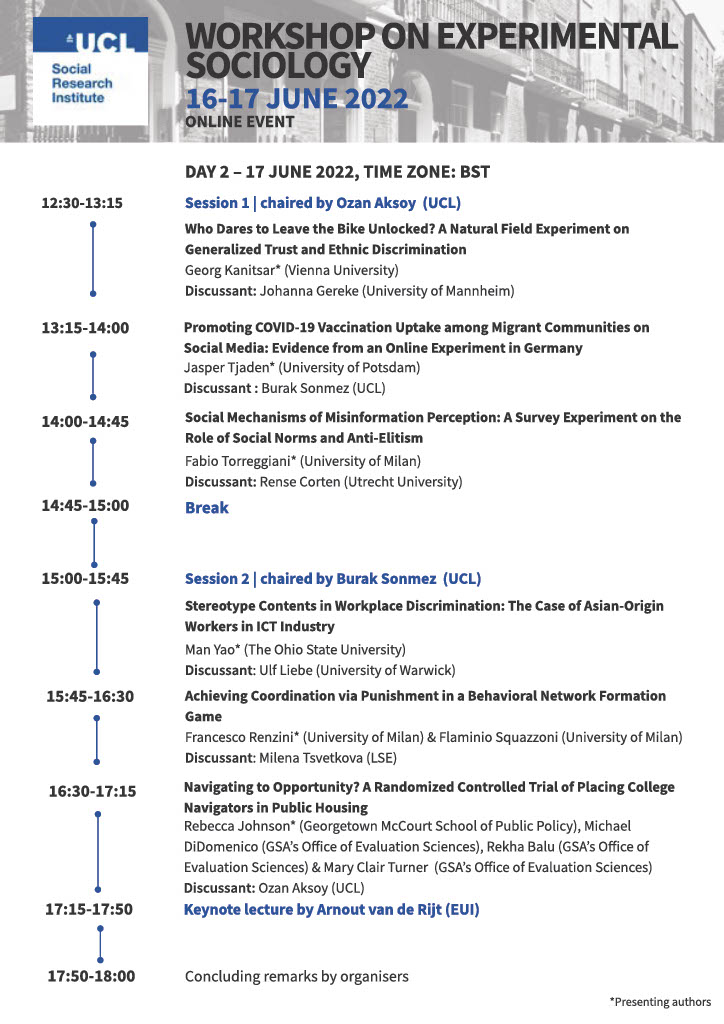 UCL
Social
Research
Institute
WORKSHOP ON EXPERIMENTAL
SOCIOLOGY
16-17 JUNE 2022
ONLINE EVENT
DAY 2 – 17 JUNE 2022, TIME ZONE: BST
12:30-13:15
Session 1 | chaired by Ozan Aksoy (UCL)
Who Dares to Leave the Bike Unlocked? A Natural Field Experiment on
Generalized Trust and Ethnic Discrimination
Georg Kanitsar* (Vienna University)
Discussant: Johanna Gereke (University of Mannheim)
13:15-14:00
Promoting COVID-19 Vaccination Uptake among Migrant Communities on
Social Media: Evidence from an Online Experiment in Germany
Jasper Tjaden* (University of Potsdam)
Discussant : Burak Sonmez (UCL)
14:00-14:45
Social Mechanisms of Misinformation Perception: A Survey Experiment on the
Role of Social Norms and Anti-Elitism
Fabio Torreggiani* (University of Milan)
Discussant: Rense Corten (Utrecht University)
14:45-15:00
Break
15:00-15:45
Session 2 | chaired by Burak Sonmez (UCL)
Stereotype Contents in Workplace Discrimination: The Case of Asian-Origin
Workers in ICT Industry
Man Yao* (The Ohio State University)
Discussant: Ulf Liebe (University of Warwick)
15:45-16:30
Achieving Coordination via Punishment in a Behavioral Network Formation
Game
Francesco Renzini* (University of Milan) & Flaminio Squazzoni (University of Milan)
Discussant: Milena Tsvetkova (LSE)
16:30-17:15
Navigating to Opportunity? A Randomized Controlled Trial of Placing College
Navigators in Public Housing
Rebecca Johnson* (Georgetown McCourt School of Public Policy), Michael
DiDomenico (GSA's Office of Evaluation Sciences), Rekha Balu (GSA's Office of
Evaluation Sciences) & Mary Clair Turner (GSA's Office of Evaluation Sciences)
Discussant: Ozan Aksoy (UCL)
17:15-17:50
Keynote lecture by Arnout van de Rijt (EUI)
17:50-18:00
Concluding remarks by organisers
*Presenting authors